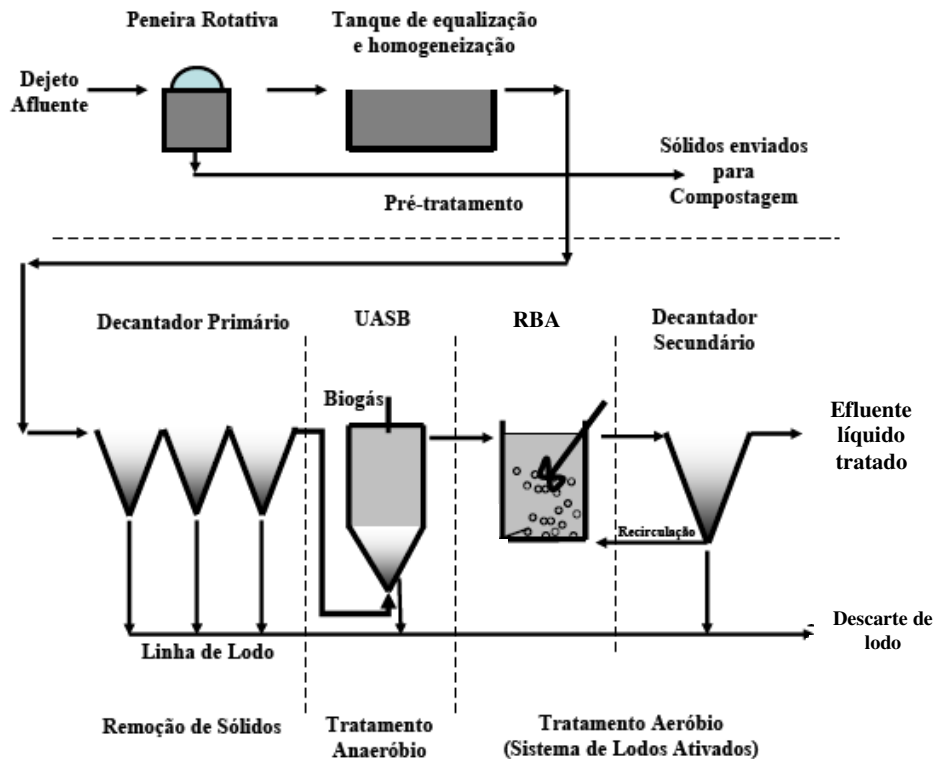 Peneira Rotativa
Tanque de equalização
e homogeneização
Dejeto
Afluente
Sólidos enviados
para
Compostagem
Pré-tratamento
Decantador Primário
UASB
RBA
Decantador
Secundário
Biogás
Efluente
líquido
tratado
Recirculação
Descarte de
lodo
Linha de Lodo
Remoção de Sólidos
Tratamento
Anaeróbio
Tratamento Aeróbio
(Sistema de Lodos Ativados)